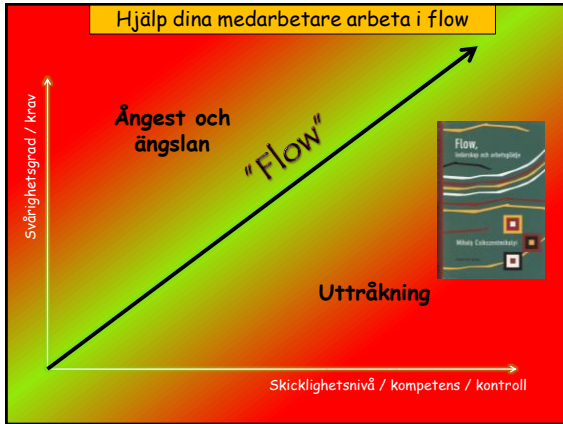 Hjälp dina medarbetare arbeta i flow
Svårighetsgrad / krav
Ångest och
ängslan
"Flow"
Flow,
ledarskap och arbetsglädje
Mihaly Csikszentmihalyi
Uttråkning
Skicklighetsnivå / kompetens / kontroll